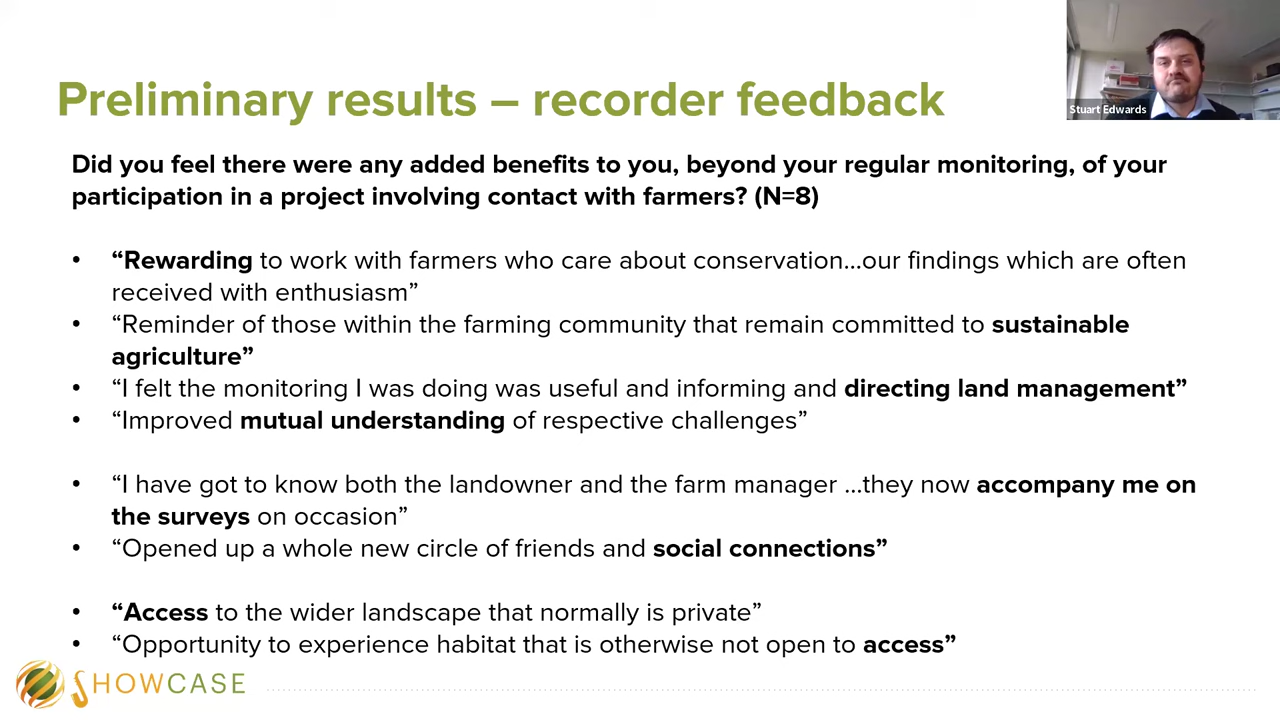 Preliminary results – recorder feedback
Stuart Edwards
Did you feel there were any added benefits to you, beyond your regular monitoring, of your
participation in a project involving contact with farmers? (N=8)
• “Rewarding to work with farmers who care about conservation...our findings which are often
received with enthusiasm”
• “Reminder of those within the farming community that remain committed to sustainable
agriculture”
• “I felt the monitoring I was doing was useful and informing and directing land management”
• “Improved mutual understanding of respective challenges”
• “I have got to know both the landowner and the farm manager ...they now accompany me on
the surveys on occasion”
• “Opened up a whole new circle of friends and social connections”
• “Access to the wider landscape that normally is private”
• “Opportunity to experience habitat that is otherwise not open to access”
SHOWCASE